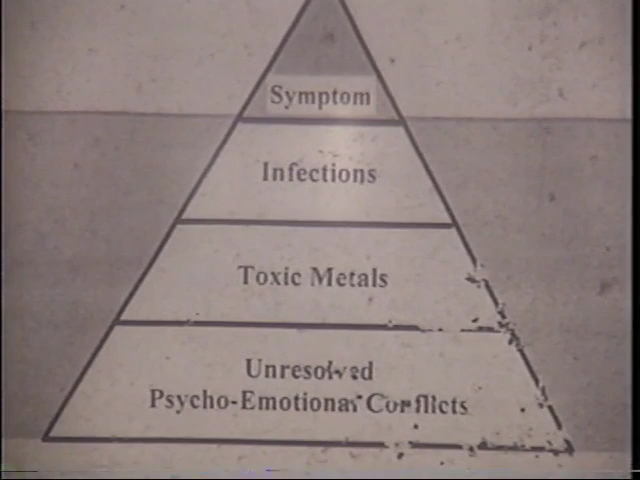 Symptom
Infections
Toxic Metals
Unresolved
Psycho-Emotional Conflicts